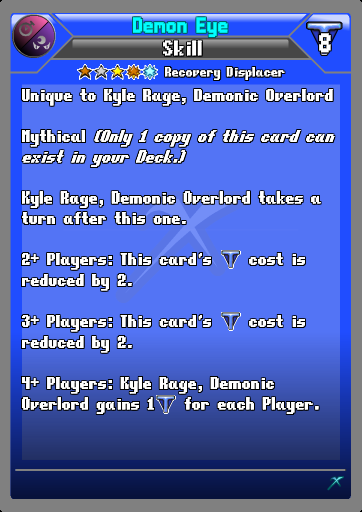 Demon Eye
Skill
8
Recovery Displacer
Unique to Kyle Rage, Demonic Overlord
Mythical (Only 1 copy of this card can
exist in your Deck.)
Kyle Rage, Demonic Overlord takes a
turn after this one.
2+ Players: This card's cost is
reduced by 2.
3+ Players: This card's cost is
reduced by 2.
4+ Players: Kyle Rage, Demonic
Overlord gains 1 for each Player.